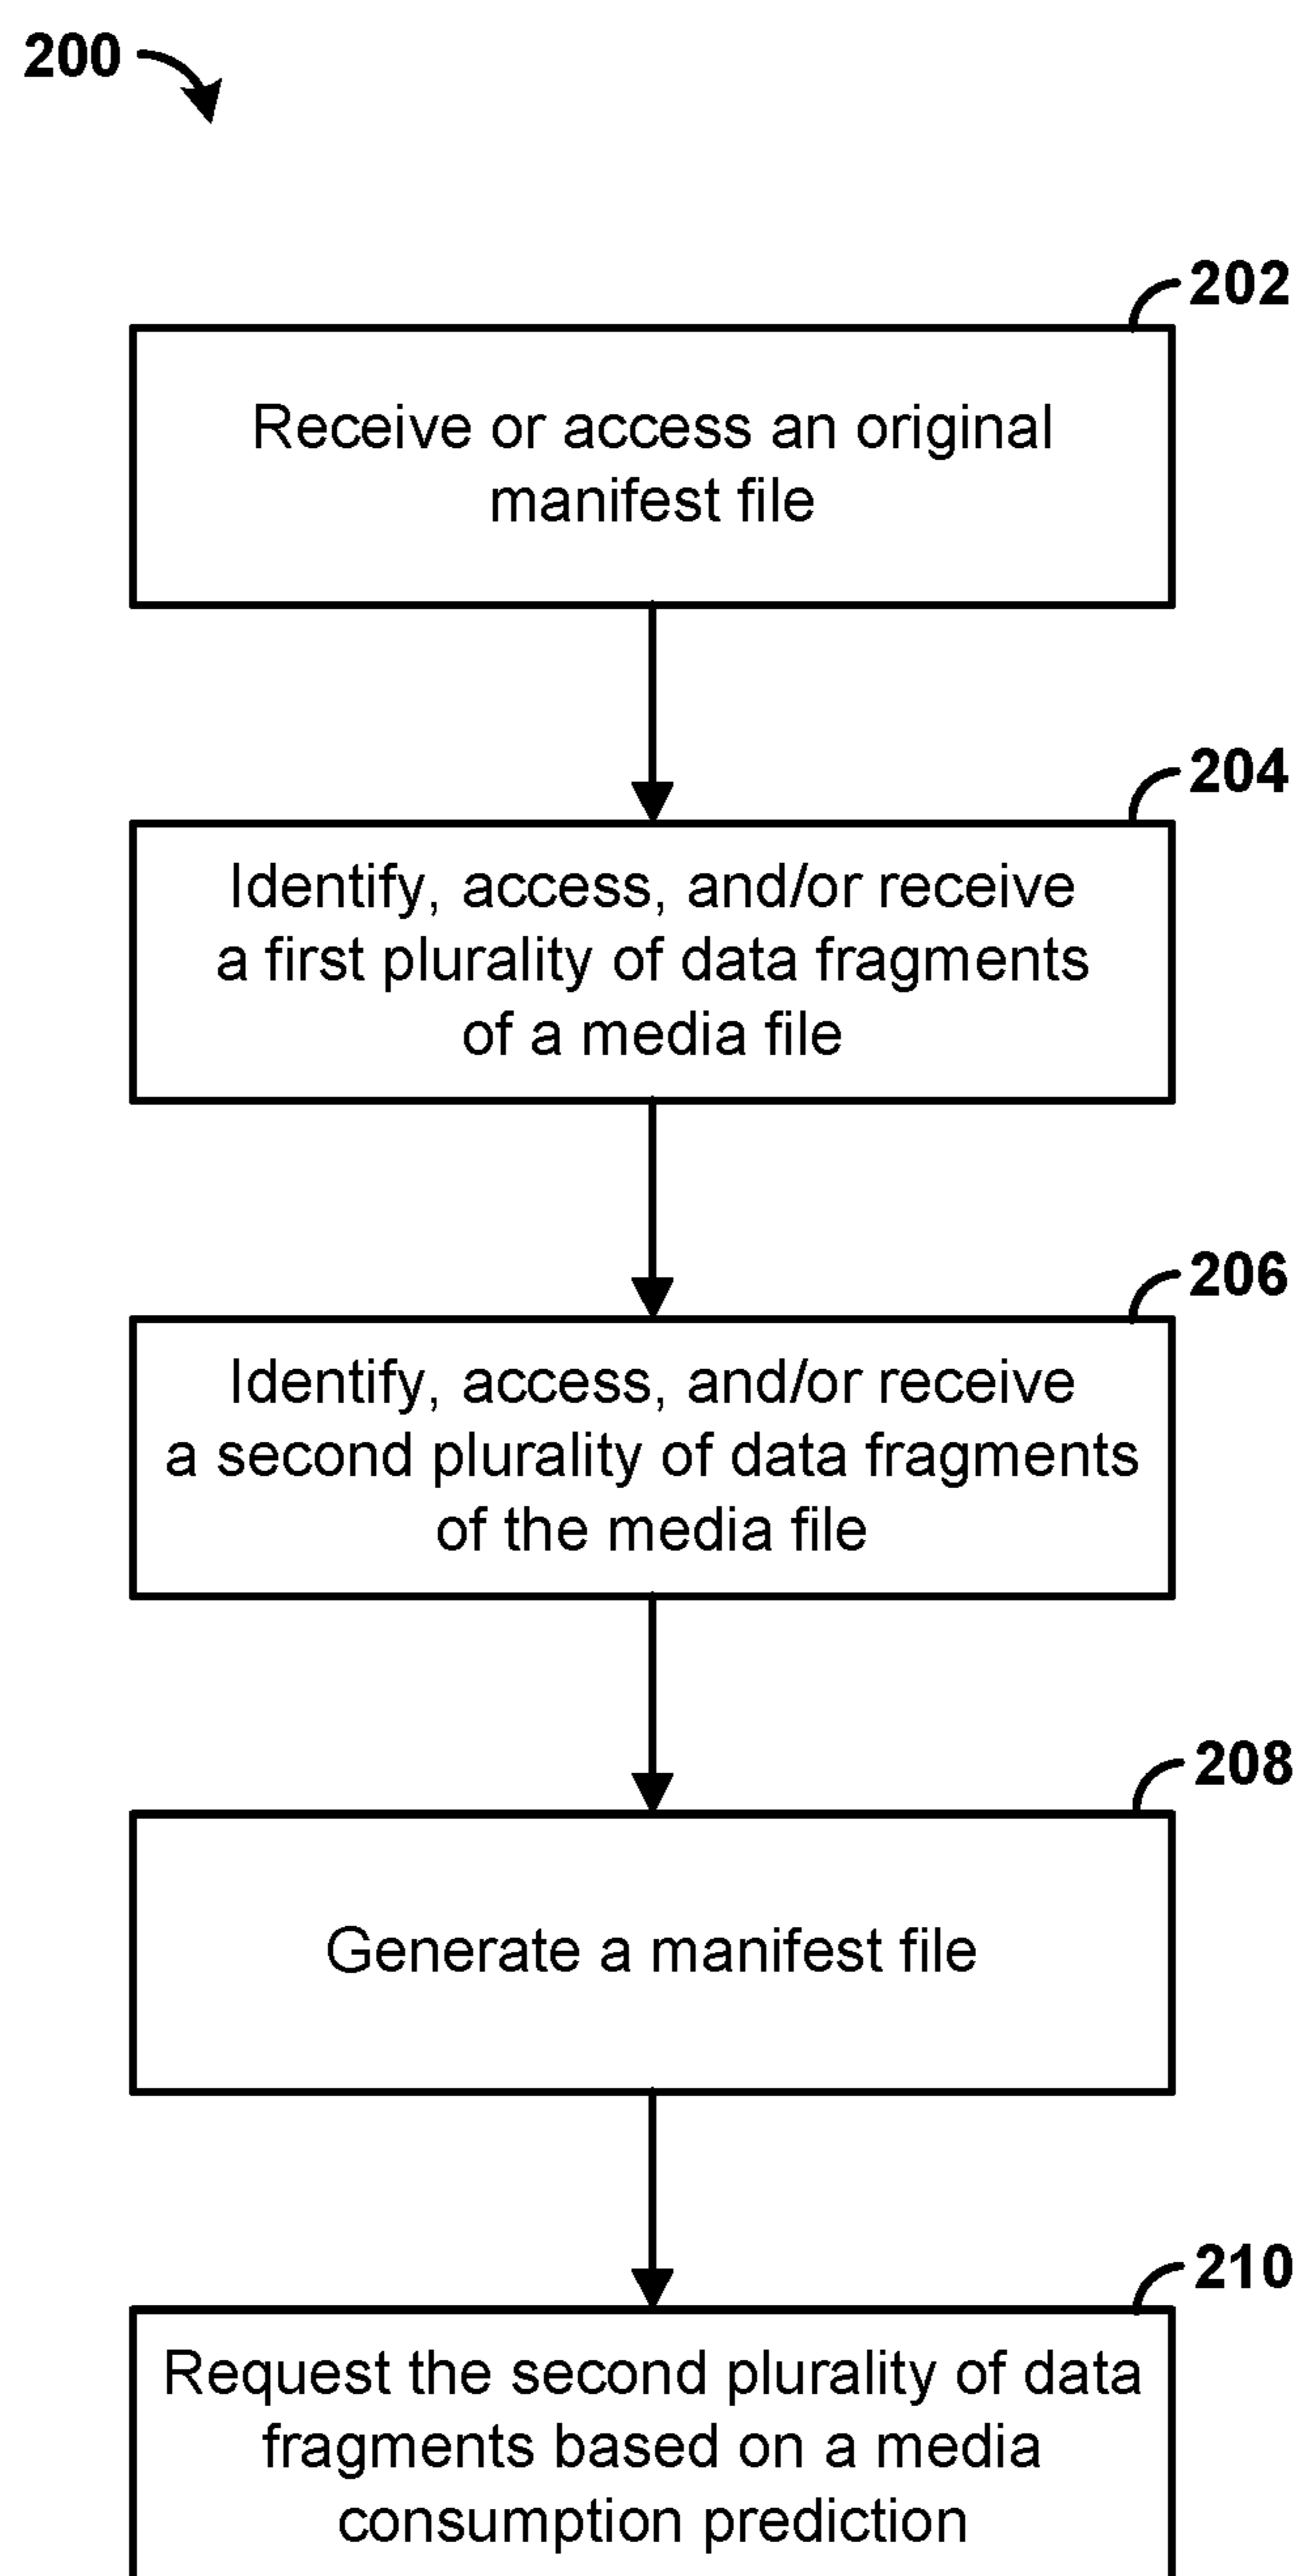 200
202
Receive or access an original
manifest file
204
Identify, access, and/or receive
a first plurality of data fragments
of a media file
206
Identify, access, and/or receive
a second plurality of data fragments
of the media file
208
Generate a manifest file
210
Request the second plurality of data
fragments based on a media
consumption prediction